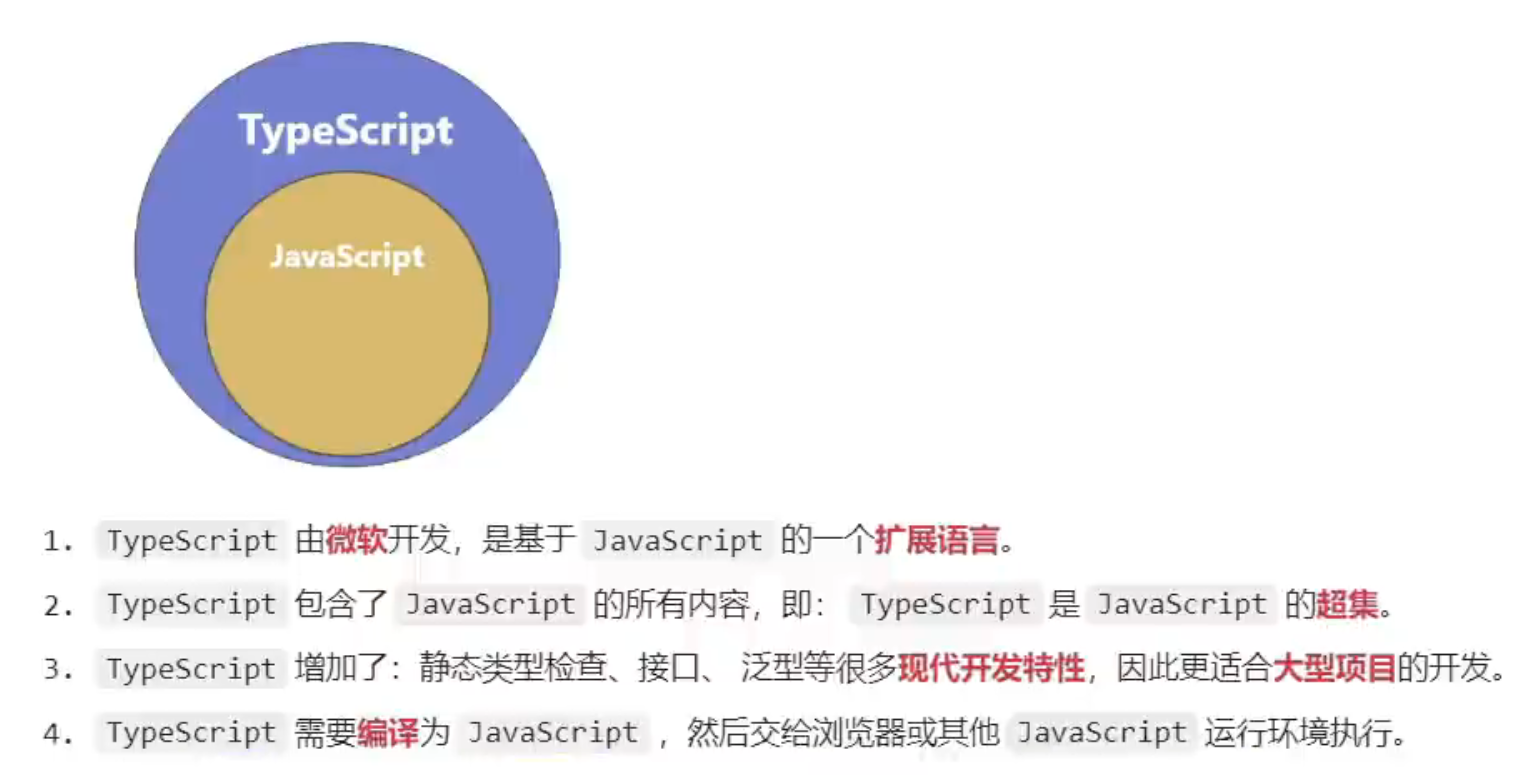 TypeScript
JavaScript
1. TypeScript 由微软开发，是基于 JavaScript 的一个扩展语言。
2. TypeScript 包含了 JavaScript 的所有内容，即： TypeScript 是 JavaScript 的超集。
3. TypeScript 增加了：静态类型检查、接口、 泛型等很多现代开发特性，因此更适合大型项目的开发。
4. TypeScript 需要编译为 JavaScript ，然后交给浏览器或其他 JavaScript 运行环境执行。